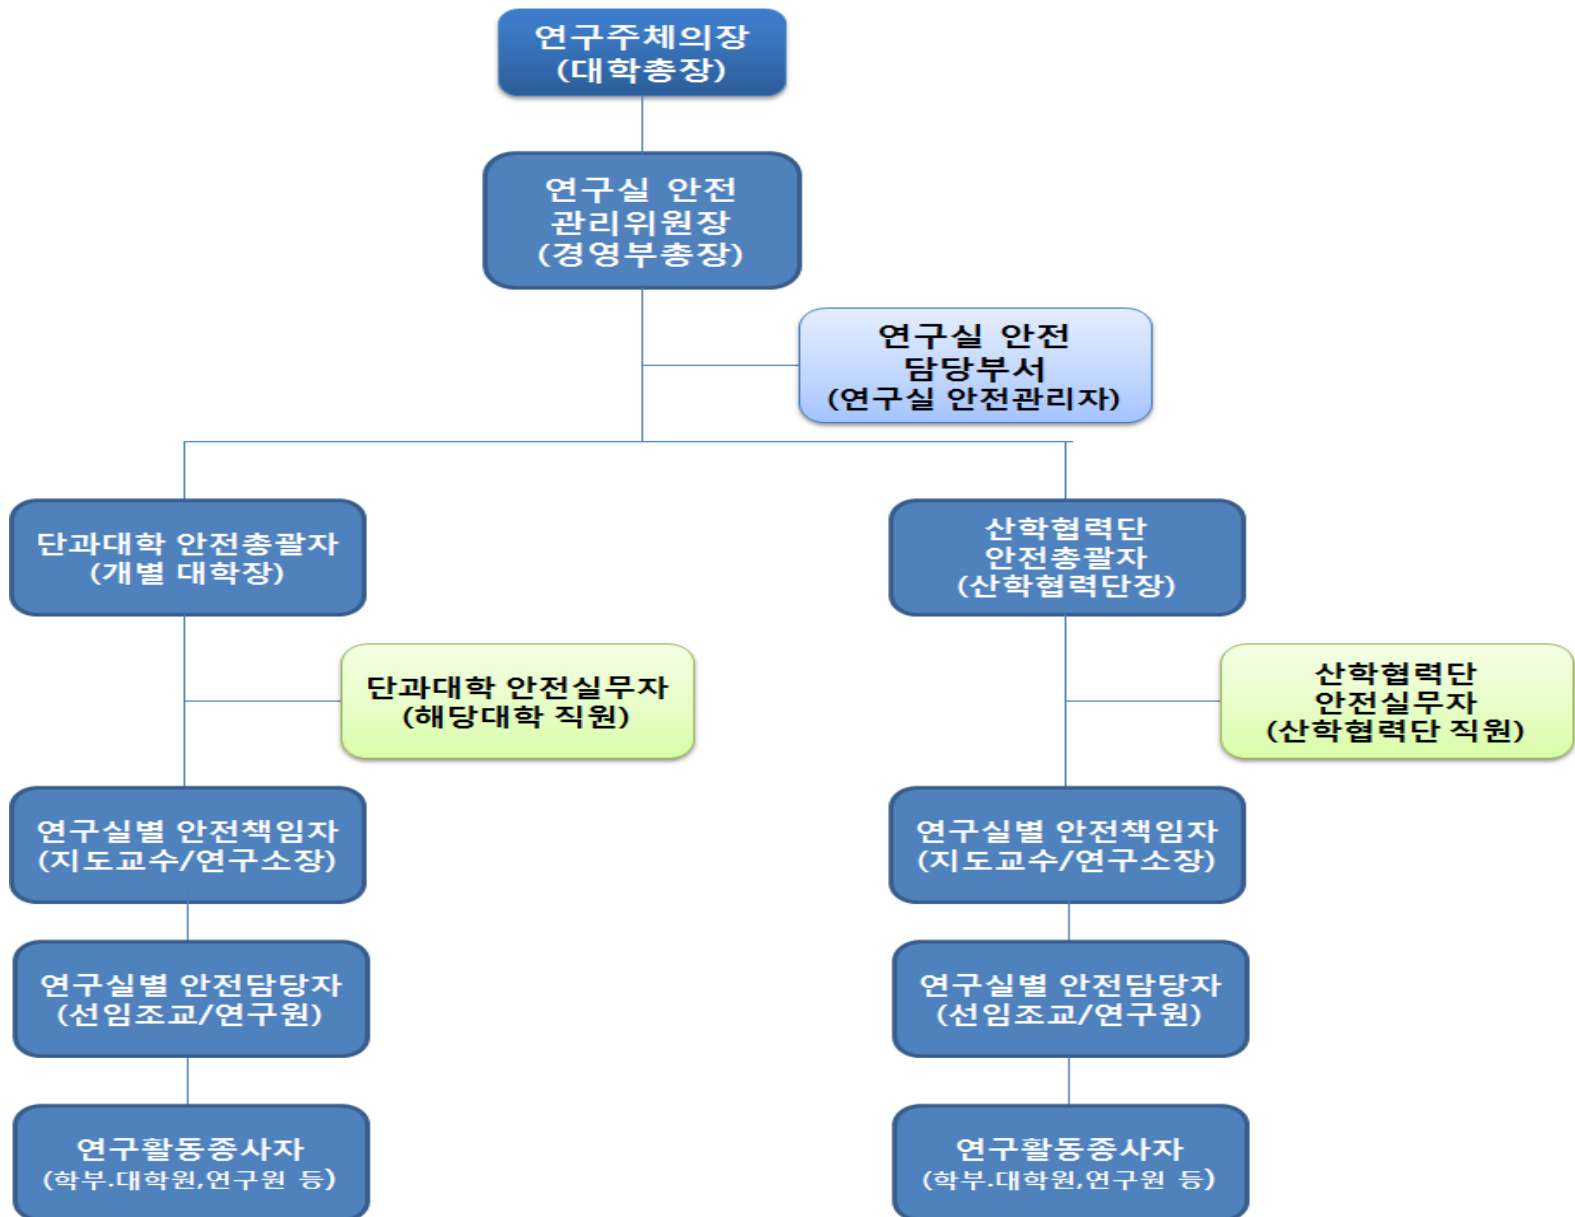 연구주체의장
(대학총장)
연구실 안전
관리위원장
(경영부총장)
연구실 안전
담당부서
(연구실 안전관리자)
단과대학 안전총괄자
(개별 대학장)
산학협력단
안전총괄자
(산학협력단장)
단과대학 안전실무자
(해당대학 직원)
산학협력단
안전실무자
(산학협력단 직원)
연구실별 안전책임자
(지도교수/연구소장)
연구실별 안전책임자
(지도교수/연구소장)
연구실별 안전담당자
(선임조교/연구원)
연구실별 안전담당자
(선임조교/연구원)
연구활동종사자
(학부.대학원,연구원 등)
연구활동종사자
(학부.대학원,연구원 등)